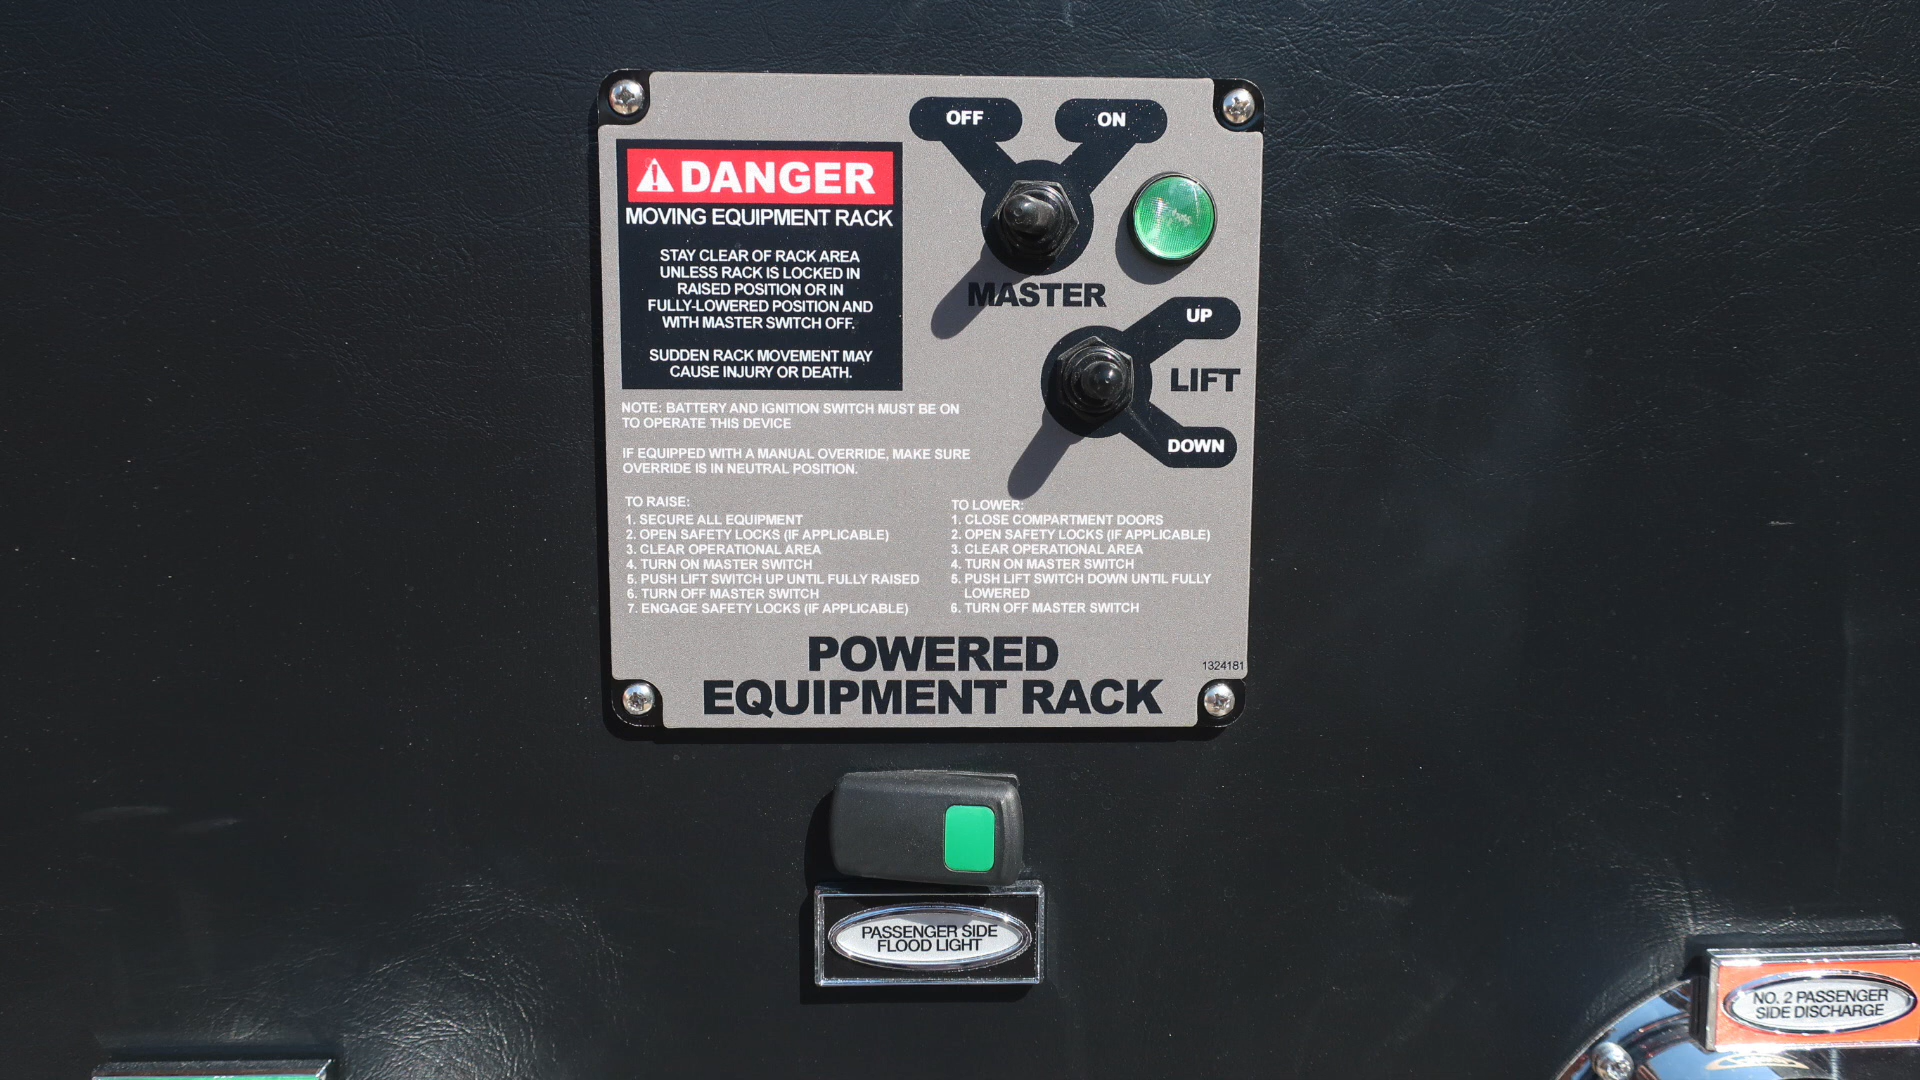 OFF
ON
DANGER
MOVING EQUIPMENT RACK
STAY CLEAR OF RACK AREA
UNLESS RACK IS LOCKED IN
RAISED POSITION OR IN
FULLY-LOWERED POSITION AND
WITH MASTER SWITCH OFF.
SUDDEN RACK MOVEMENT MAY
CAUSE INJURY OR DEATH.
MASTER
UP
LIFT
DOWN
NOTE: BATTERY AND IGNITION SWITCH MUST BE ON
TO OPERATE THIS DEVICE
IF EQUIPPED WITH A MANUAL OVERRIDE, MAKE SURE
OVERRIDE IS IN NEUTRAL POSITION.
TO RAISE:
1. SECURE ALL EQUIPMENT
2. OPEN SAFETY LOCKS (IF APPLICABLE)
3. CLEAR OPERATIONAL AREA
4. TURN ON MASTER SWITCH
5. PUSH LIFT SWITCH UP UNTIL FULLY RAISED
6. TURN OFF MASTER SWITCH
7. ENGAGE SAFETY LOCKS (IF APPLICABLE)
TO LOWER:
1. CLOSE COMPARTMENT DOORS
2. OPEN SAFETY LOCKS (IF APPLICABLE)
3. CLEAR OPERATIONAL AREA
4. TURN ON MASTER SWITCH
5. PUSH LIFT SWITCH DOWN UNTIL FULLY
LOWERED
6. TURN OFF MASTER SWITCH
POWERED
EQUIPMENT RACK
1324181
PASSENGER SIDE
FLOOD LIGHT
NO. 2 PASSENGER
SIDE DISCHARGE